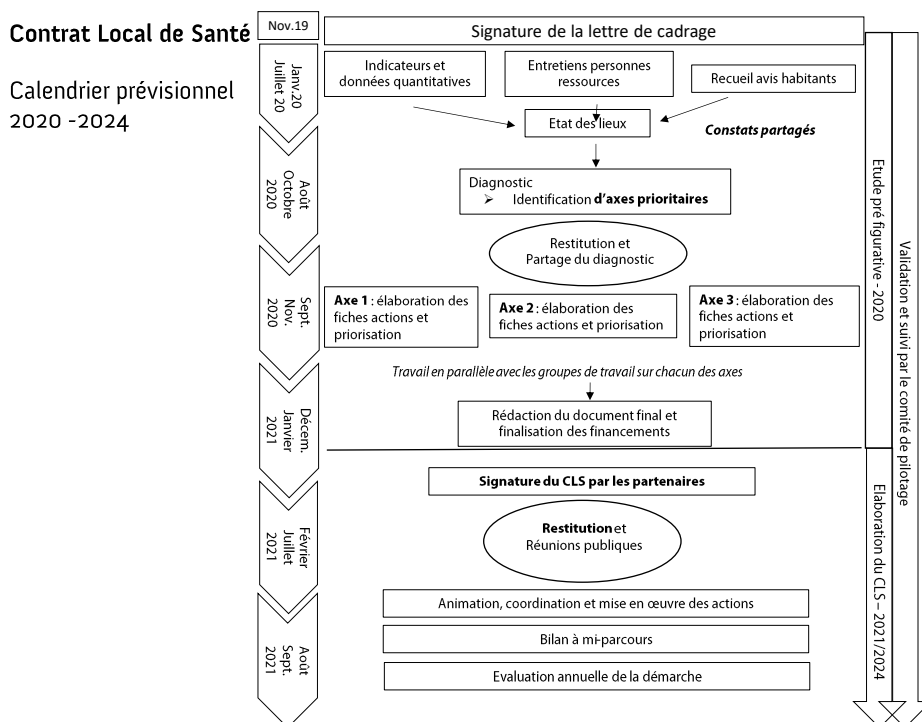 Contrat Local de Santé
Calendrier prévisionnel
2020 -2024
Nov.19
Signature de la lettre de cadrage
Janv.20
Juillet 20
Indicateurs et
données quantitatives
Entretiens personnes
ressources
Recueil avis habitants
Etat des lieux
Constats partagés
Août
Octobre
2020
Diagnostic
➢ Identification d'axes prioritaires
Restitution et
Partage du diagnostic
Sept.
Nov.
2020
Axe 1 : élaboration des
fiches actions et
priorisation
Axe 2 : élaboration des
fiches actions et priorisation
Axe 3 : élaboration des
fiches actions et
priorisation
Travail en parallèle avec les groupes de travail sur chacun des axes
Décem.
Janvier
2021
Rédaction du document final et
finalisation des financements
Signature du CLS par les partenaires
Février
Juillet
2021
Restitution et
Réunions publiques
Août
Sept.
2021
Animation, coordination et mise en œuvre des actions
Bilan à mi-parcours
Evaluation annuelle de la démarche
Etude pré figurative - 2020
Elaboration du CLS – 2021/2024
Validation et suivi par le comité de pilotage